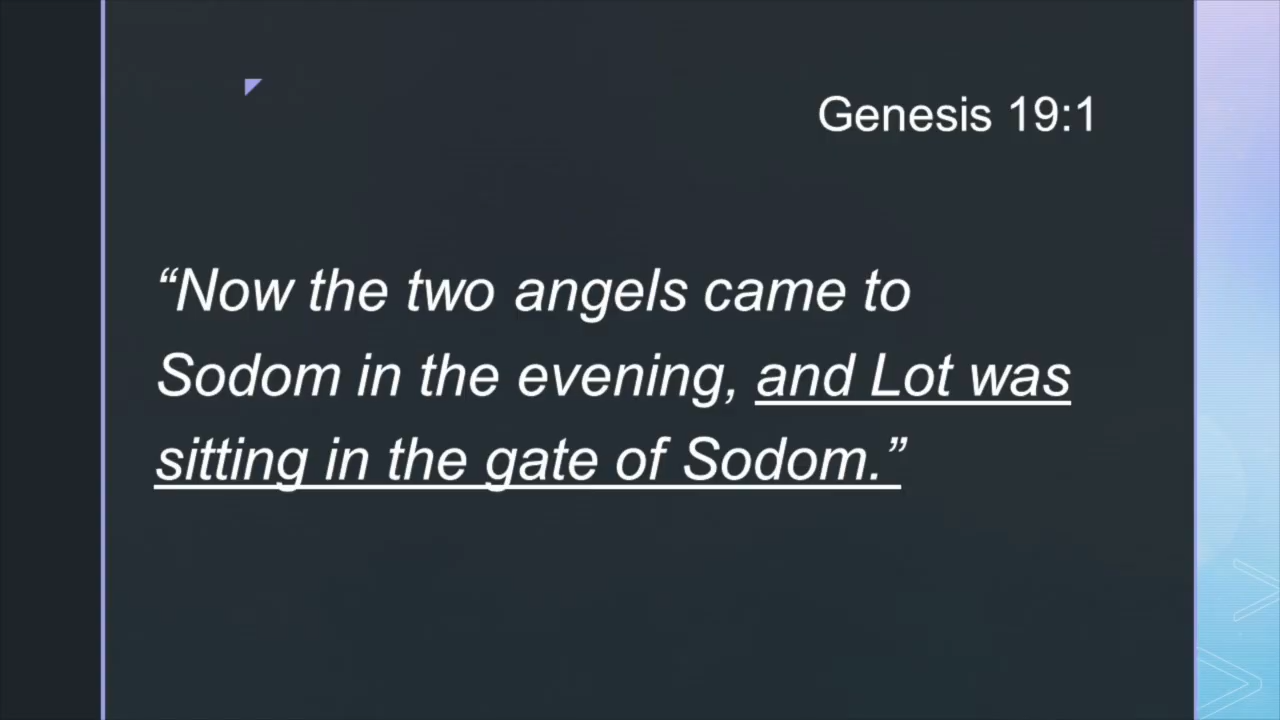 Genesis 19:1
“Now the two angels came to
Sodom in the evening, and Lot was
sitting in the gate of Sodom.”